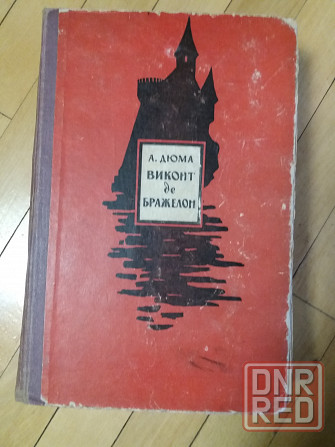 А. ДЮМА
ВИКОНТ
де
БРАЖЕЛОН
DNR
RED